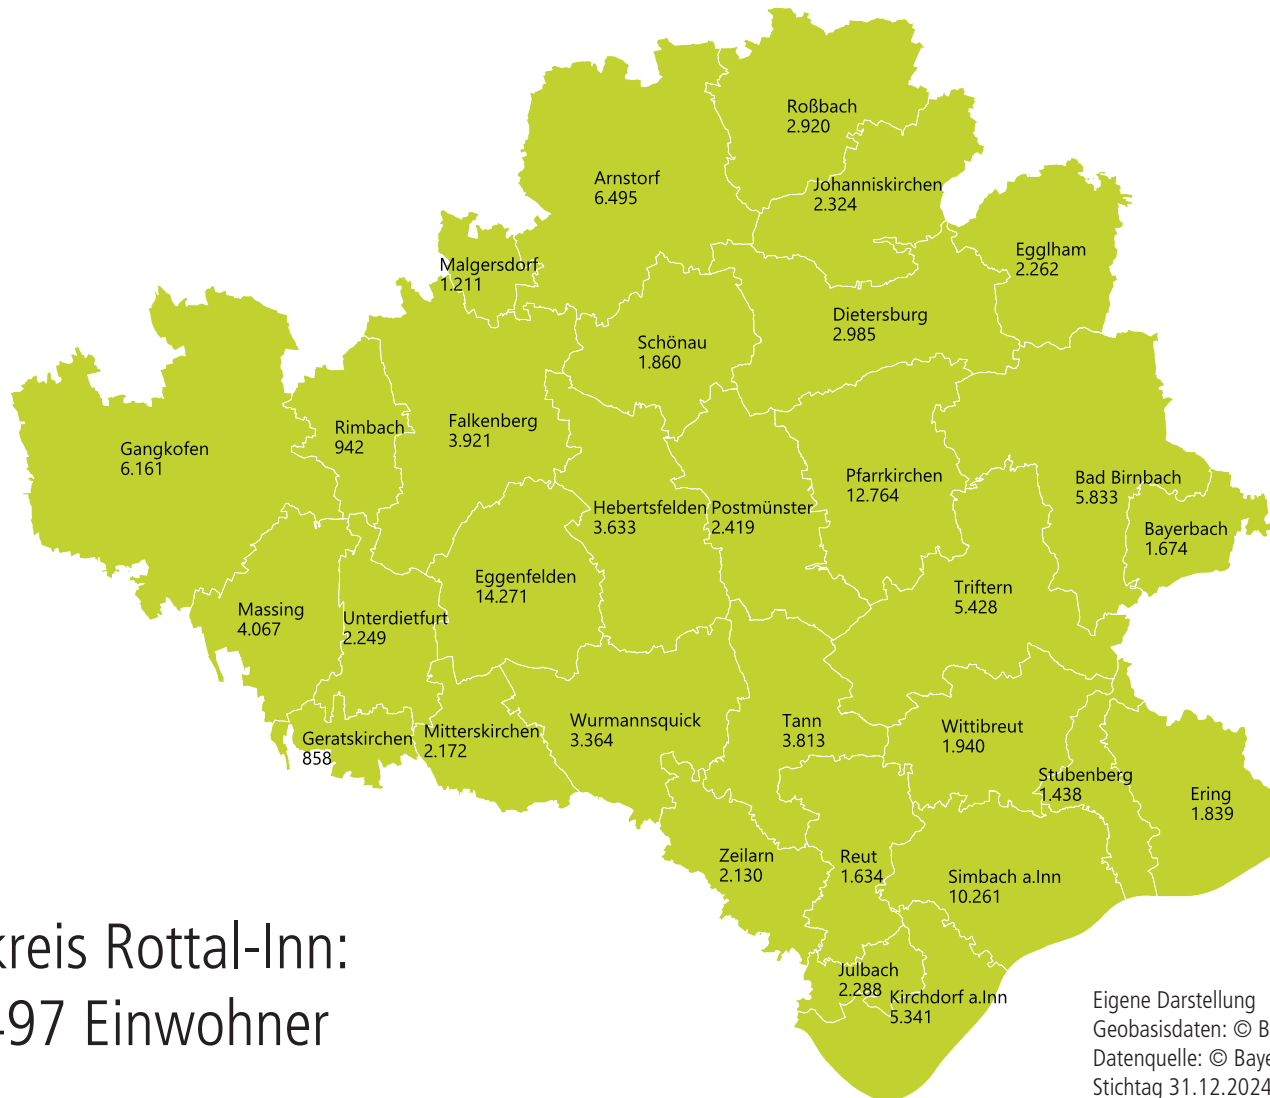 Roßbach
2.920
Arnstorf
6.495
Johanniskirchen
2.324
Egglham
2.262
Malgersdorf
1.211
Dietersburg
2.985
Schönau
1.860
Rimbach
942
Falkenberg
3.921
Gangkofen
6.161
Pfarrkirchen
12.764
Bad Birnbach
5.833
Hebertsfelden
3.633
Postmünster
2.419
Bayerbach
1.674
Eggenfelden
14.271
Triftern
5.428
Massing
4.067
Unterdietfurt
2.249
Wurmannsquick
3.364
Tann
3.813
Wittibreut
1.940
Geratskirchen
858
Mitterskirchen
2.172
Stubenberg
1.438
Ering
1.839
Zeilarn
2.130
Reut
1.634
Simbach a.Inn
10.261
Julbach
2.288
Kirchdorf a.Inn
5.341
kreis Rottal-Inn:
497 Einwohner
Eigene Darstellung
Geobasisdaten: © B
Datenquelle: © Baye
Stichtag 31.12.2024